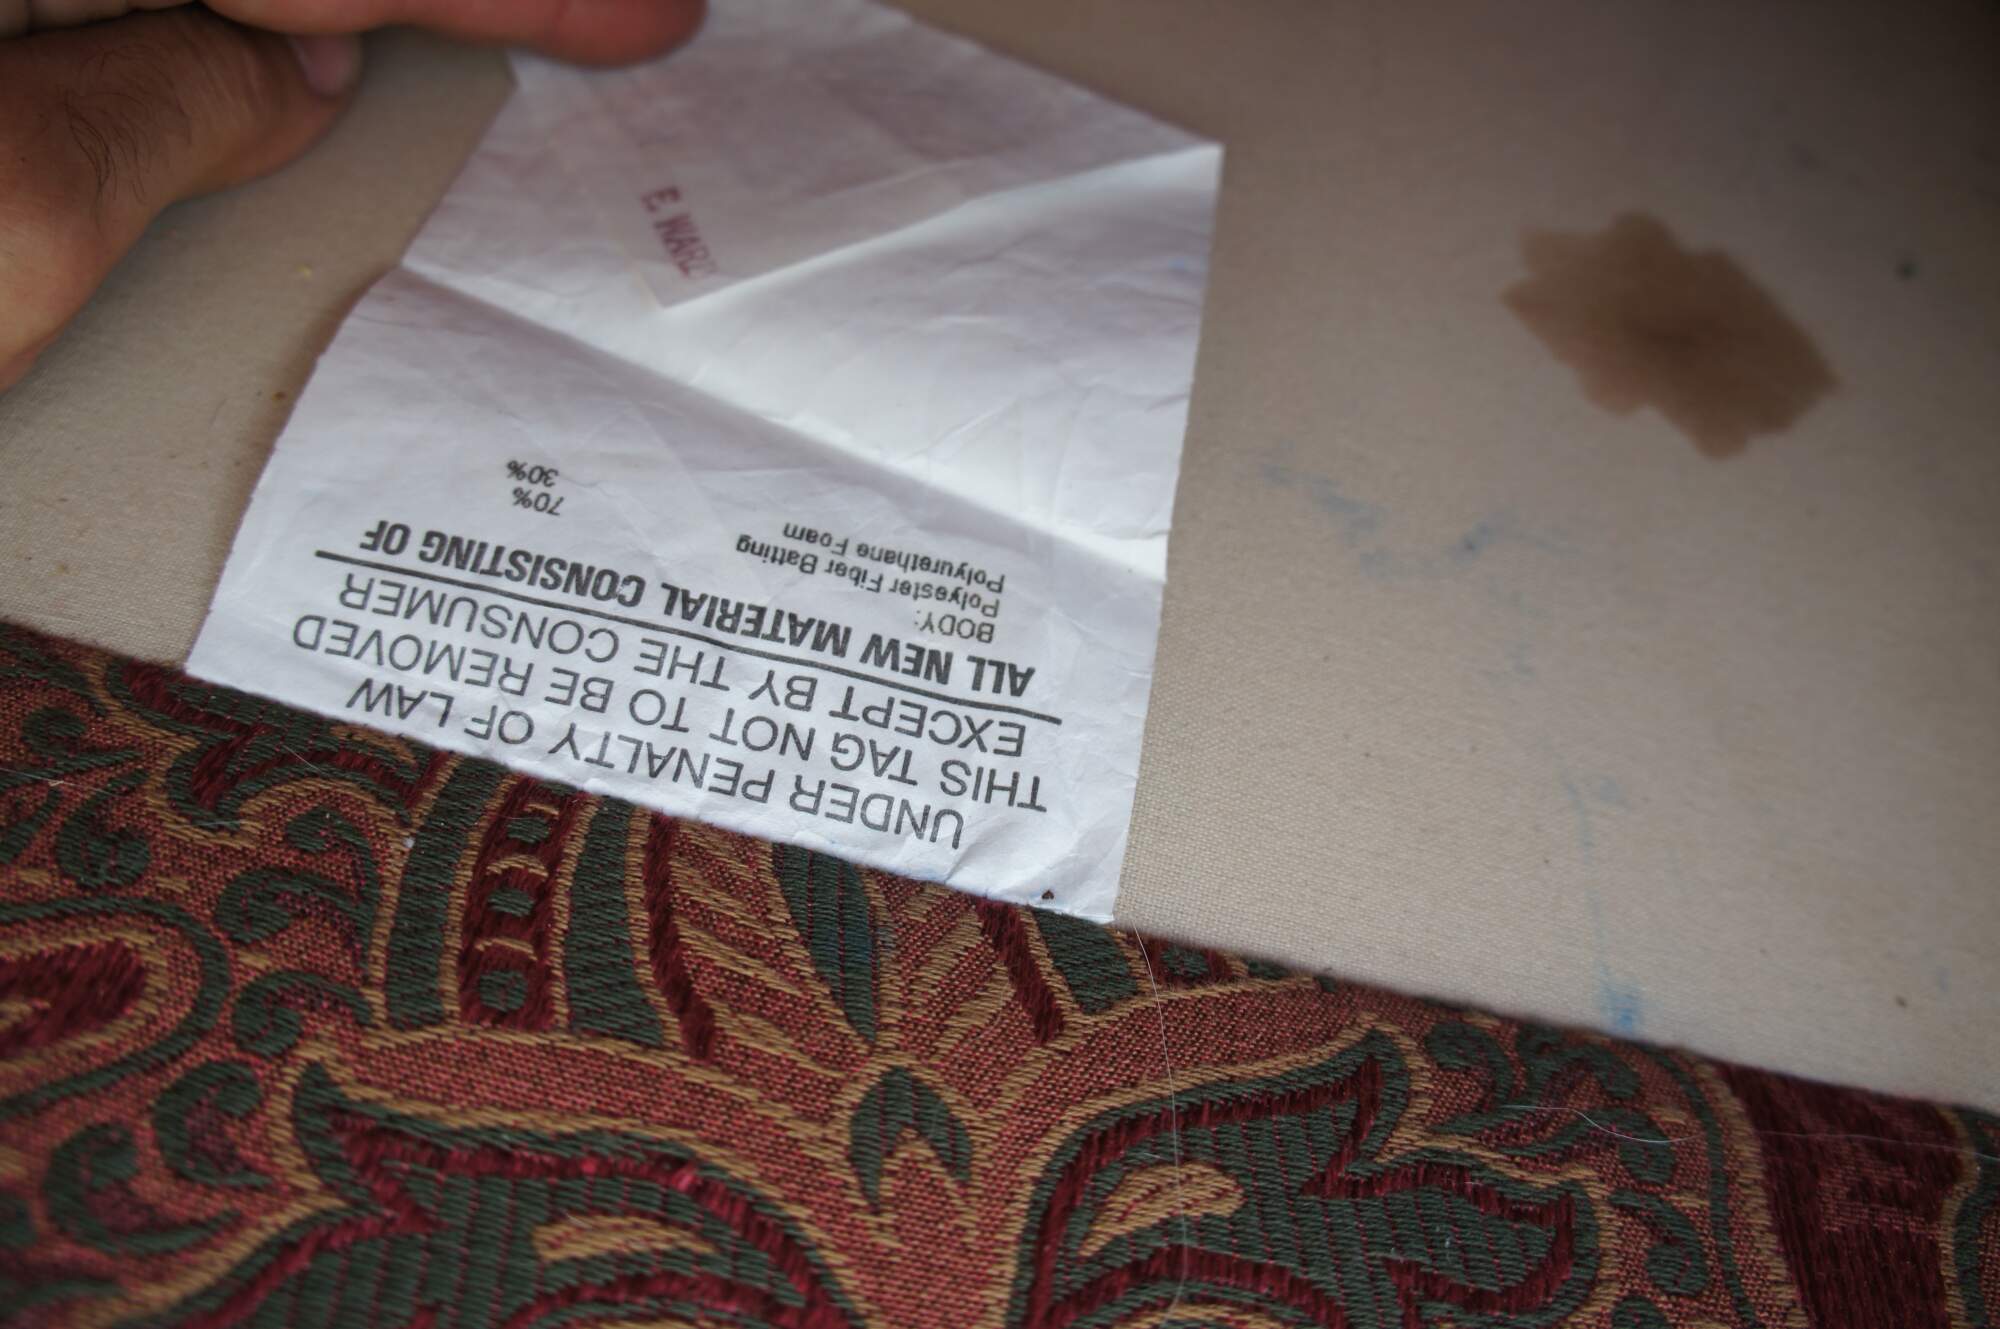 UNDER PENALTY OF LAW
THIS TAG NOT TO BE REMOVED
EXCEPT BY THE CONSUMER
ALL NEW MATERIAL CONSISTING OF
BODY:
Polyester Fiber Batting 70%
Polyurethane Foam 30%